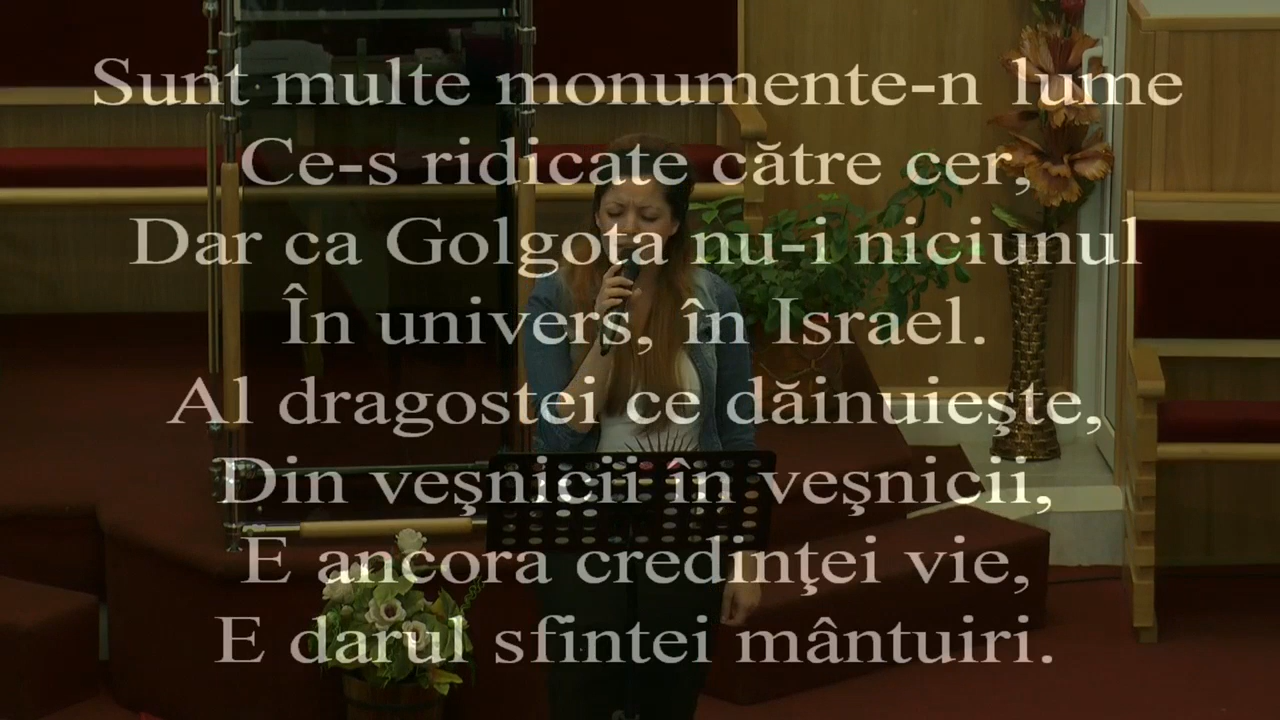 Sunt multe monumente-n lume
Ce-s ridicate către cer,
Dar ca Golgota nu-i niciunul
În univers, în Israel.
Al dragostei ce dăinuieşte,
Din veşnicii în veşnicii,
E ancora credinţei vie,
E darul sfintei mântuiri.